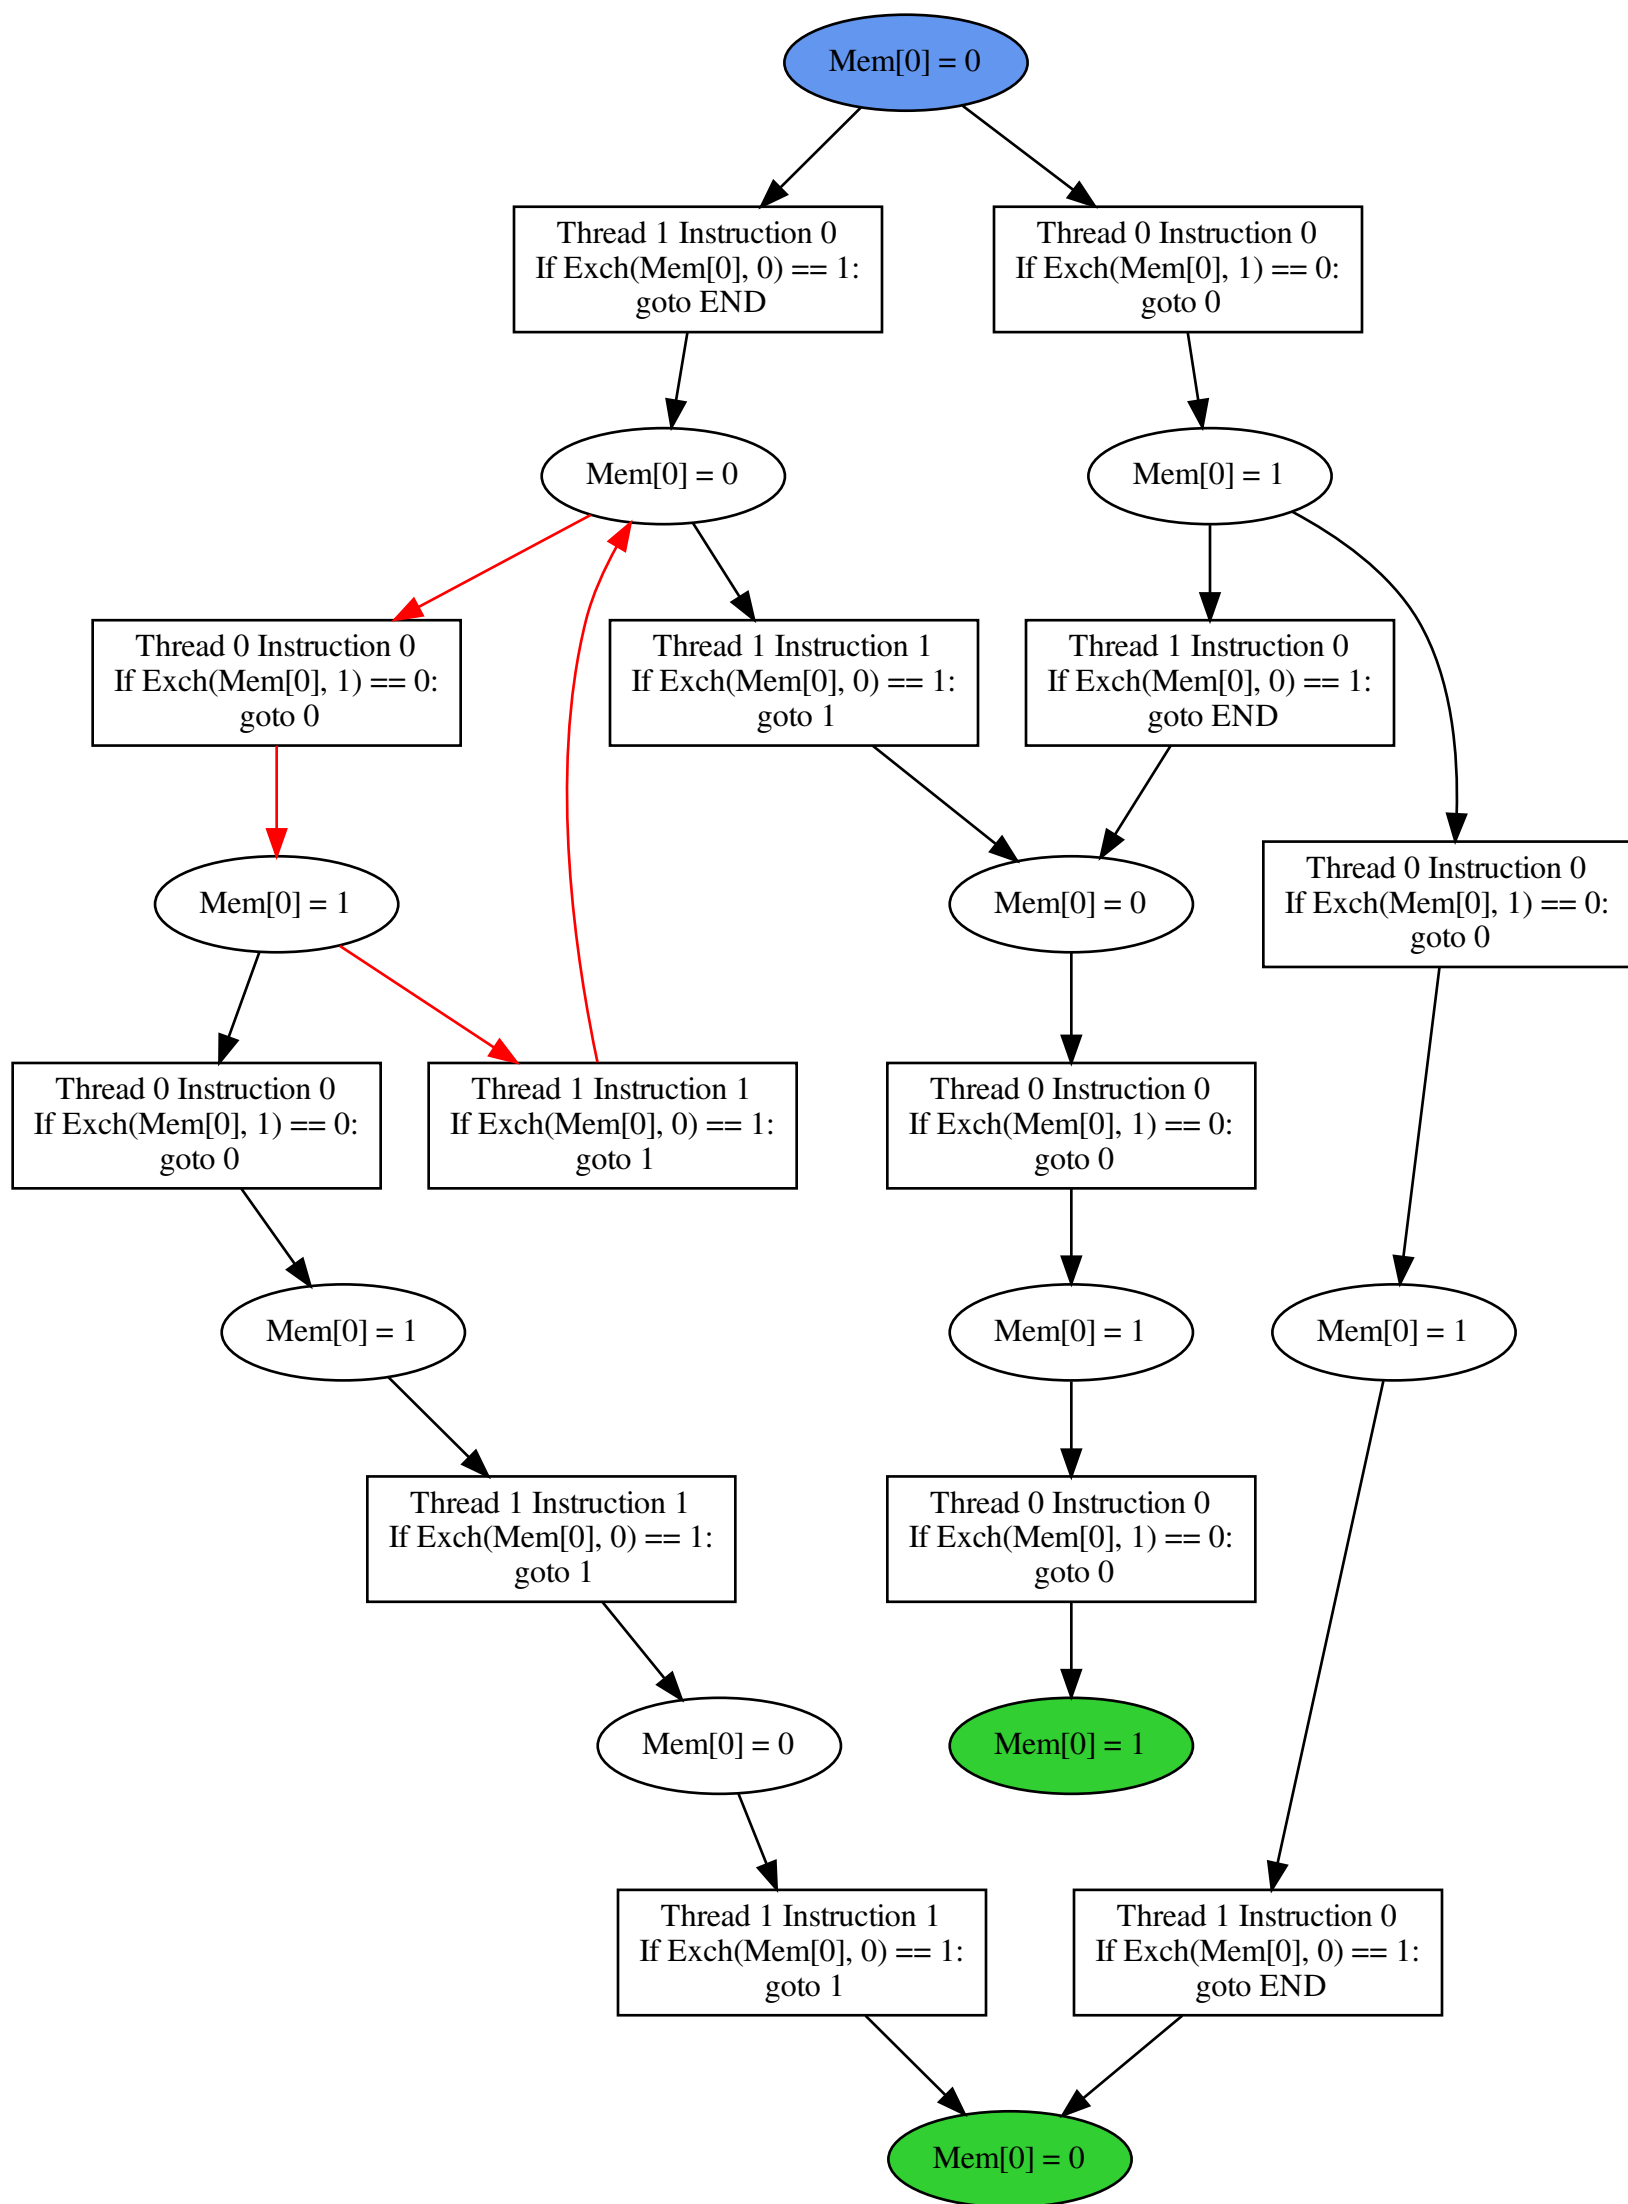 Mem[0] = 0
Thread 1 Instruction 0
If Exch(Mem[0], 0) == 1:
goto END
Thread 0 Instruction 0
If Exch(Mem[0], 1) == 0:
goto 0
Mem[0] = 0
Mem[0] = 1
Thread 0 Instruction 0
If Exch(Mem[0], 1) == 0:
goto 0
Thread 1 Instruction 1
If Exch(Mem[0], 0) == 1:
goto 1
Thread 1 Instruction 0
If Exch(Mem[0], 0) == 1:
goto END
Mem[0] = 1
Mem[0] = 0
Thread 0 Instruction 0
If Exch(Mem[0], 1) == 0:
goto 0
Thread 0 Instruction 0
If Exch(Mem[0], 1) == 0:
goto 0
Thread 1 Instruction 1
If Exch(Mem[0], 0) == 1:
goto 1
Thread 0 Instruction 0
If Exch(Mem[0], 1) == 0:
goto 0
Mem[0] = 1
Mem[0] = 1
Mem[0] = 1
Thread 1 Instruction 1
If Exch(Mem[0], 0) == 1:
goto 1
Thread 0 Instruction 0
If Exch(Mem[0], 1) == 0:
goto 0
Mem[0] = 0
Mem[0] = 1
Thread 1 Instruction 1
If Exch(Mem[0], 0) == 1:
goto 1
Thread 1 Instruction 0
If Exch(Mem[0], 0) == 1:
goto END
Mem[0] = 0